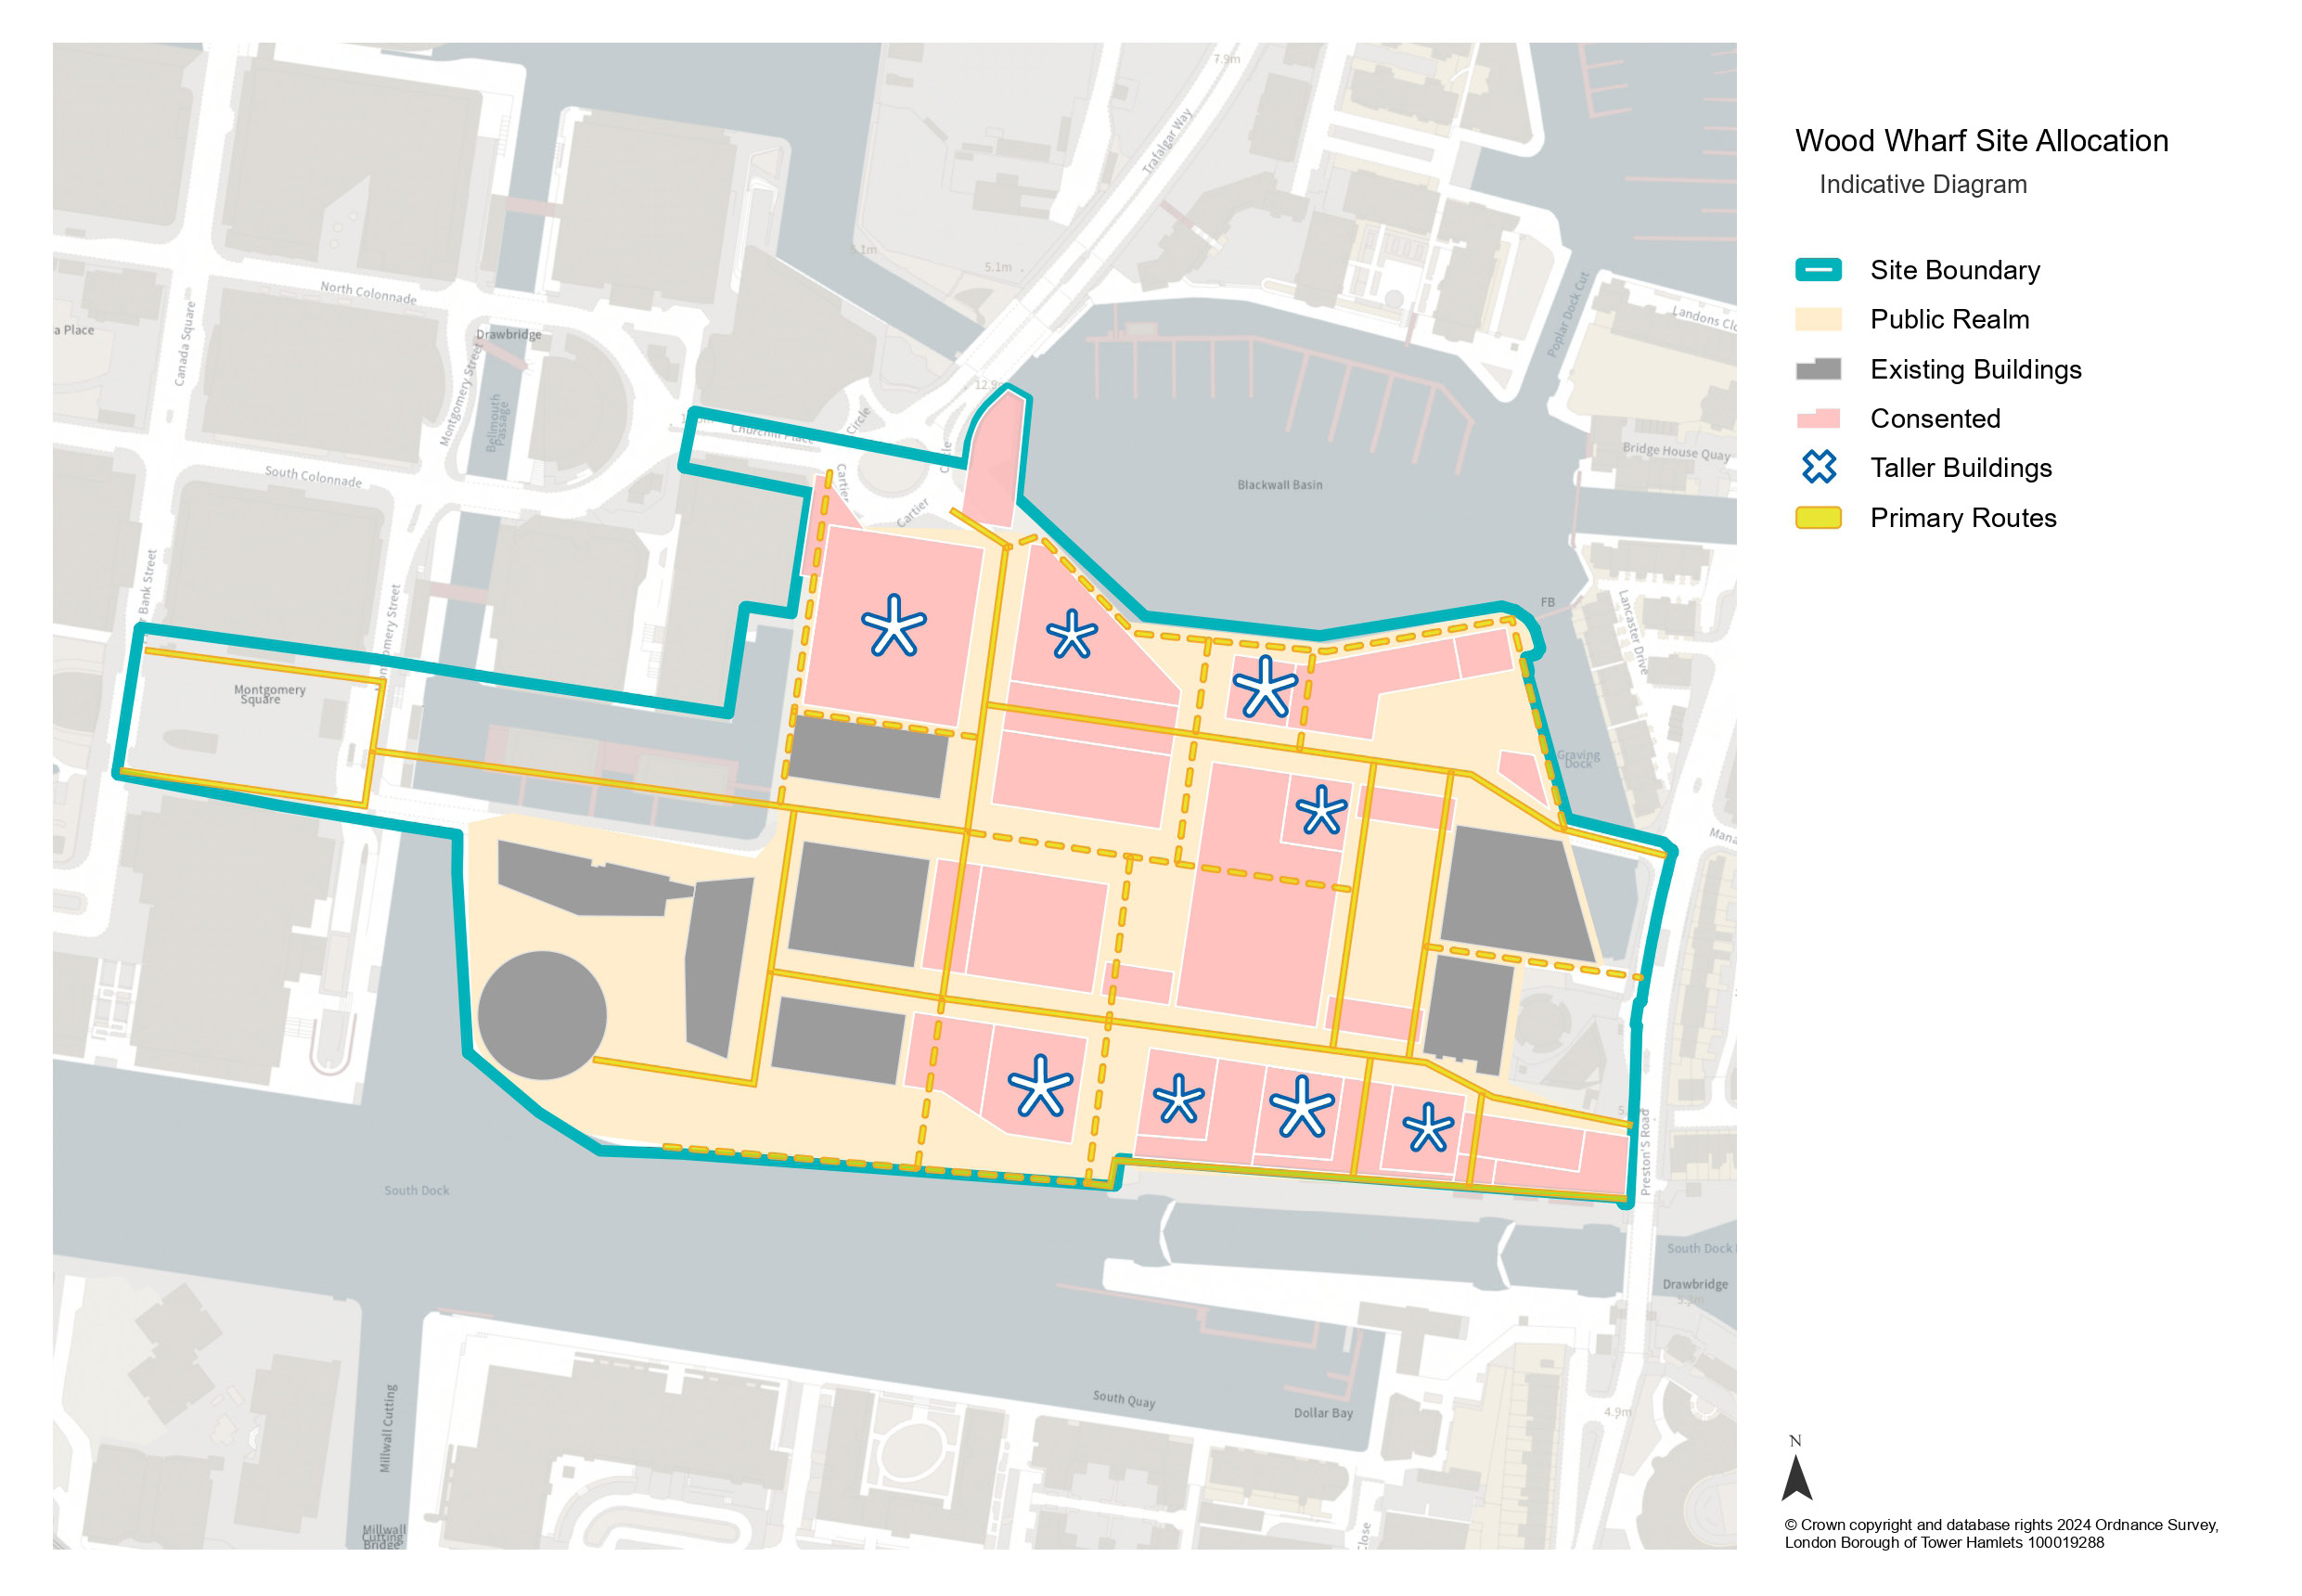 Wood Wharf Site Allocation
Indicative Diagram
Site Boundary
Public Realm
Existing Buildings
Consented
Taller Buildings
Primary Routes
7.9m
Trafalgar Way
5.1m
5.1m
North Colonnade
Canada Square
a Place
Drawbridge
Montgomery Street
Bellmouth
Passage
South Colonnade
12.9m
Churchill Place
Circle
Circle
Cartier
Cartier
Poplar Dock Cut
Landons Clo
Bridge House Quay
Blackwall Basin
FB
Lancaster Drive
Bank Street
Montgomery Street
Montgomery
Square
Graving
Dock
Mana
Preston'S Road
South Dock
South Dock
Drawbridge
South Quay
Dollar Bay
4.9m
Millwall Cutting
Millwall
Cutting
Bridge
Close
N
© Crown copyright and database rights 2024 Ordnance Survey,
London Borough of Tower Hamlets 100019288